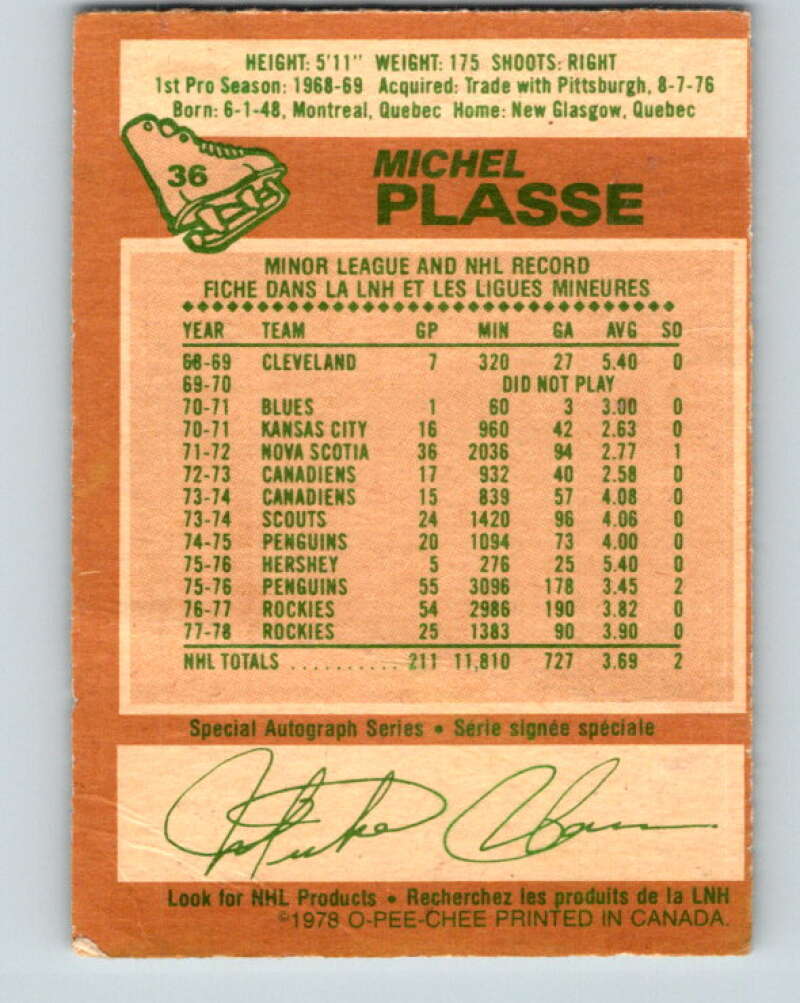 HEIGHT: 5'11" WEIGHT: 175 SHOOTS: RIGHT
1st Pro Season: 1968-69 Acquired: Trade with Pittsburgh, 8-7-76
Born: 6-1-48, Montreal, Quebec Home: New Glasgow, Quebec
36
MICHEL
PLASSE
MINOR LEAGUE AND NHL RECORD
FICHE DANS LA LNH ET LES LIGUES MINEURES
YEAR TEAM GP MIN GA AVG SO
68-69 CLEVELAND 7 320 27 5.40 0
69-70 DID NOT PLAY
70-71 BLUES 1 60 3 3.00 0
70-71 KANSAS CITY 16 960 42 2.63 0
71-72 NOVA SCOTIA 36 2036 94 2.77 1
72-73 CANADIENS 17 932 40 2.58 0
73-74 CANADIENS 15 839 57 4.08 0
73-74 SCOUTS 24 1420 96 4.06 0
74-75 PENGUINS 20 1094 73 4.00 0
75-76 HERSHEY 5 276 25 5.40 0
75-76 PENGUINS 55 3096 178 3.45 2
76-77 ROCKIES 54 2986 190 3.82 0
77-78 ROCKIES 25 1383 90 3.90 0
NHL TOTALS .......... 211 11,810 727 3.69 2
Special Autograph Series • Série signée spéciale
Look for NHL Products • Recherchez les produits de la LNH
©1978 O-PEE-CHEE PRINTED IN CANADA.